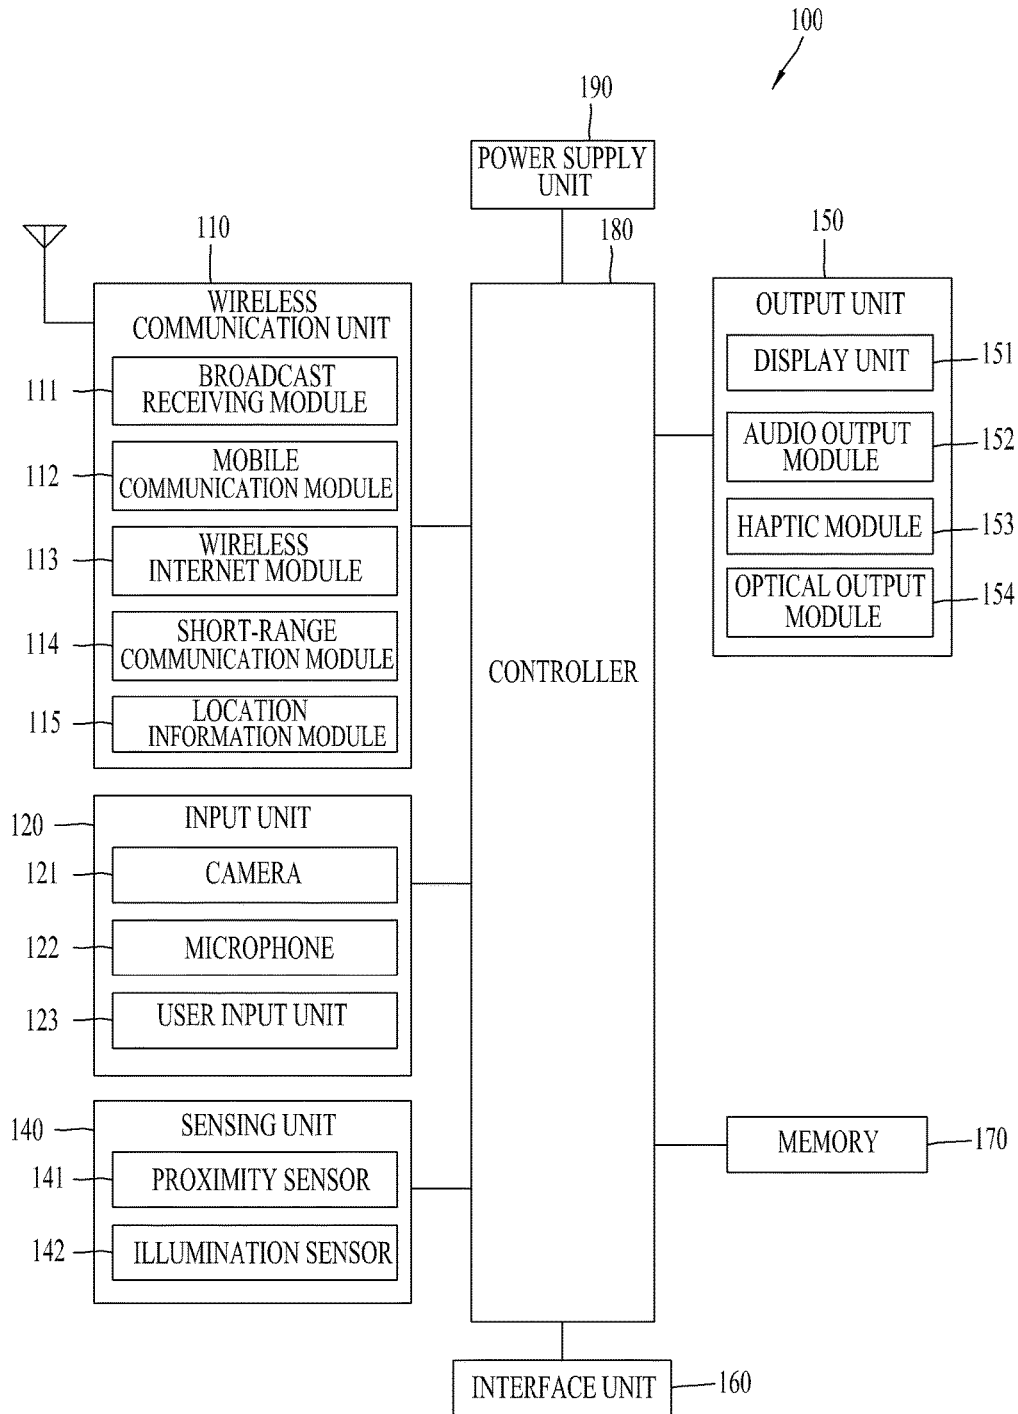 100
190
POWER SUPPLY
UNIT
110
180
150
WIRELESS
COMMUNICATION UNIT
111
BROADCAST
RECEIVING MODULE
112
MOBILE
COMMUNICATION MODULE
113
WIRELESS
INTERNET MODULE
114
SHORT-RANGE
COMMUNICATION MODULE
115
LOCATION
INFORMATION MODULE
OUTPUT UNIT
DISPLAY UNIT
151
AUDIO OUTPUT
MODULE
152
HAPTIC MODULE
153
OPTICAL OUTPUT
MODULE
154
CONTROLLER
120
INPUT UNIT
121
CAMERA
122
MICROPHONE
123
USER INPUT UNIT
140
SENSING UNIT
141
PROXIMITY SENSOR
142
ILLUMINATION SENSOR
MEMORY
170
INTERFACE UNIT
160